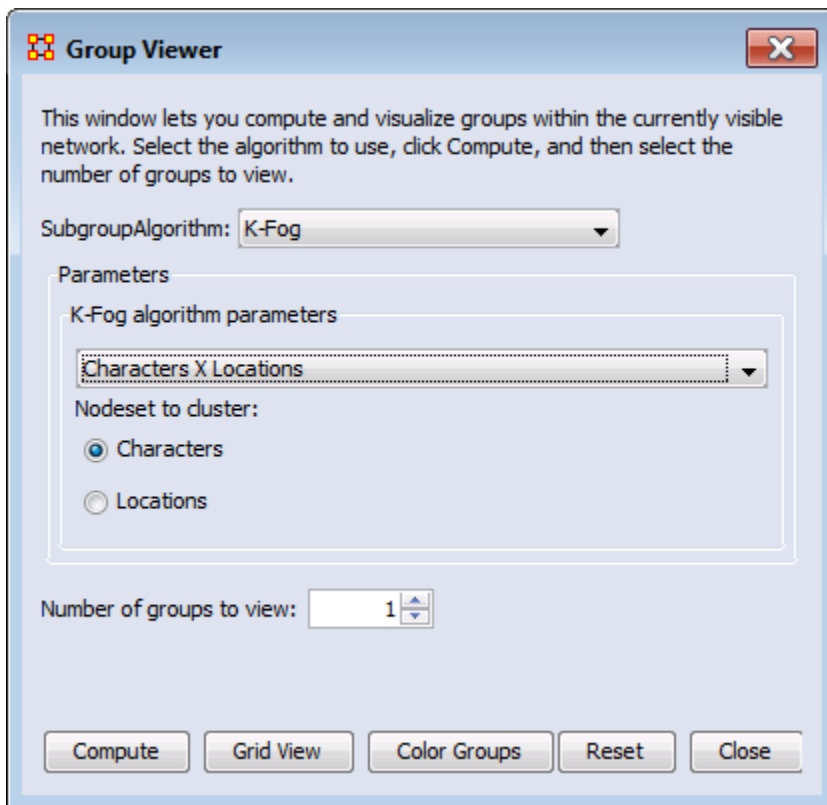 Group Viewer
This window lets you compute and visualize groups within the currently visible
network. Select the algorithm to use, click Compute, and then select the
number of groups to view.
SubgroupAlgorithm: K-Fog
Parameters
K-Fog algorithm parameters
Characters X Locations
Nodeset to cluster:
Characters
Locations
Number of groups to view: 1
Compute Grid View Color Groups Reset Close